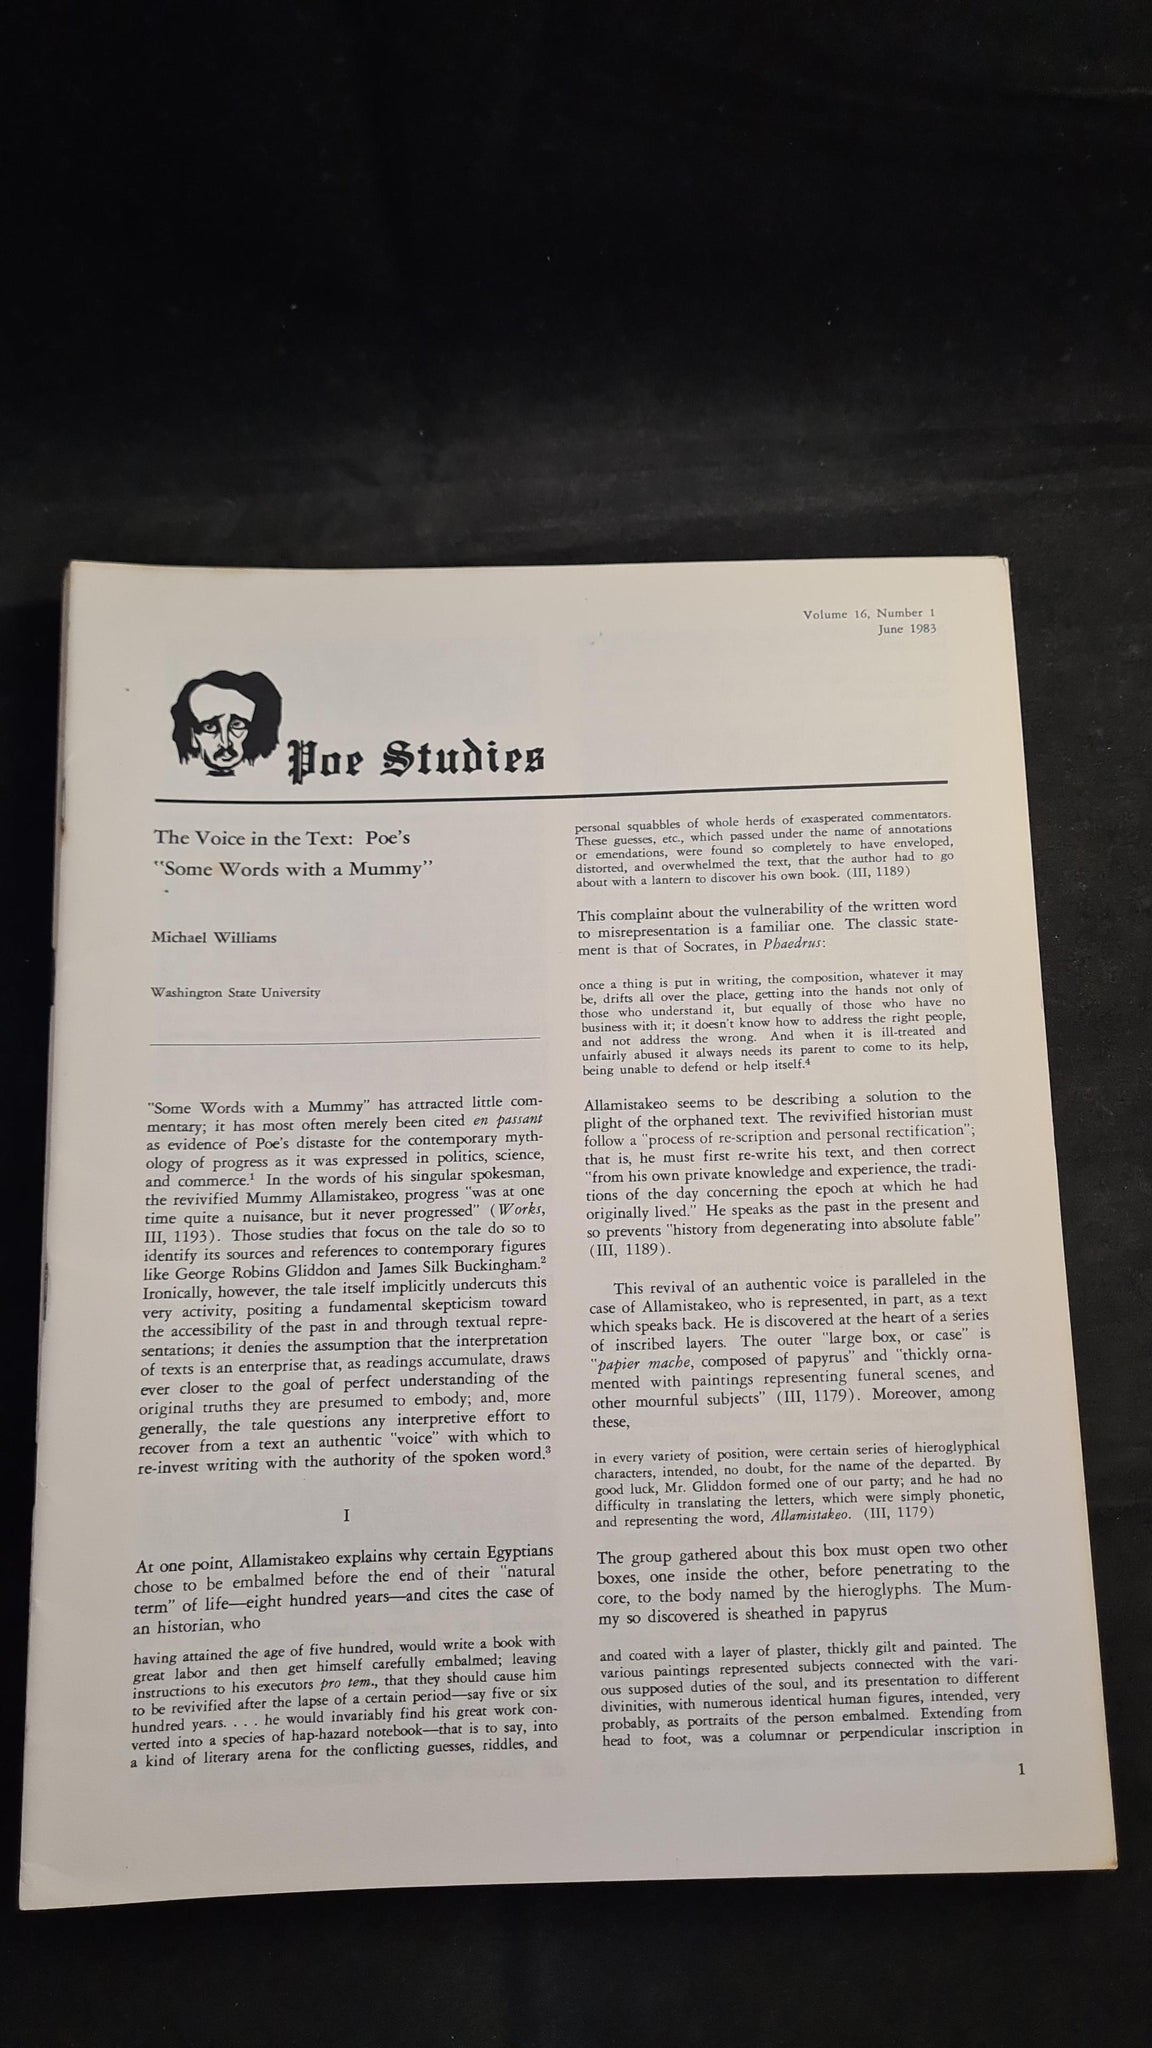 Volume 16, Number 1
June 1983
Poe Studies
The Voice in the Text: Poe's
"Some Words with a Mummy"
Michael Williams
Washington State University
"Some Words with a Mummy" has attracted little com-
mentary; it has most often merely been cited en passant
as evidence of Poe's distaste for the contemporary myth-
ology of progress as it was expressed in politics, science,
and commerce.¹ In the words of his singular spokesman,
the revivified Mummy Allamistakeo, progress "was at one
time quite a nuisance, but it never progressed" (Works,
III, 1193). Those studies that focus on the tale do so to
identify its sources and references to contemporary figures
like George Robins Gliddon and James Silk Buckingham.²
Ironically, however, the tale itself implicitly undercuts this
very activity, positing a fundamental skepticism toward
the accessibility of the past in and through textual repre-
sentations; it denies the assumption that the interpretation
of texts is an enterprise that, as readings accumulate, draws
ever closer to the goal of perfect understanding of the
original truths they are presumed to embody; and, more
generally, the tale questions any interpretive effort to
recover from a text an authentic "voice" with which to
re-invest writing with the authority of the spoken word.³
I
At one point, Allamistakeo explains why certain Egyptians
chose to be embalmed before the end of their "natural
term" of life—eight hundred years—and cites the case of
an historian, who
having attained the age of five hundred, would write a book with
great labor and then get himself carefully embalmed; leaving
instructions to his executors pro tem., that they should cause him
to be revivified after the lapse of a certain period—say five or six
hundred years. . . . he would invariably find his great work con-
verted into a species of hap-hazard notebook—that is to say, into
a kind of literary arena for the conflicting guesses, riddles, and
personal squabbles of whole herds of exasperated commentators.
These guesses, etc., which passed under the name of annotations
or emendations, were found so completely to have enveloped,
distorted, and overwhelmed the text, that the author had to go
about with a lantern to discover his own book. (III, 1189)
This complaint about the vulnerability of the written word
to misrepresentation is a familiar one. The classic state-
ment is that of Socrates, in Phaedrus:
once a thing is put in writing, the composition, whatever it may
be, drifts all over the place, getting into the hands not only of
those who understand it, but equally of those who have no
business with it; it doesn't know how to address the right people,
and not address the wrong. And when it is ill-treated and
unfairly abused it always needs its parent to come to its help,
being unable to defend or help itself.⁴
Allamistakeo seems to be describing a solution to the
plight of the orphaned text. The revivified historian must
follow a "process of re-scription and personal rectification";
that is, he must first re-write his text, and then correct
"from his own private knowledge and experience, the tradi-
tions of the day concerning the epoch at which he had
originally lived." He speaks as the past in the present and
so prevents "history from degenerating into absolute fable"
(III, 1189).
This revival of an authentic voice is paralleled in the
case of Allamistakeo, who is represented, in part, as a text
which speaks back. He is discovered at the heart of a series
of inscribed layers. The outer "large box, or case" is
"papier mache, composed of papyrus" and "thickly orna-
mented with paintings representing funeral scenes, and
other mournful subjects" (III, 1179). Moreover, among
these,
in every variety of position, were certain series of hieroglyphical
characters, intended, no doubt, for the name of the departed. By
good luck, Mr. Gliddon formed one of our party; and he had no
difficulty in translating the letters, which were simply phonetic,
and representing the word, Allamistakeo. (III, 1179)
The group gathered about this box must open two other
boxes, one inside the other, before penetrating to the
core, to the body named by the hieroglyphs. The Mum-
my so discovered is sheathed in papyrus
and coated with a layer of plaster, thickly gilt and painted. The
various paintings represented subjects connected with the vari-
ous supposed duties of the soul, and its presentation to different
divinities, with numerous identical human figures, intended, very
probably, as portraits of the person embalmed. Extending from
head to foot, was a columnar or perpendicular inscription in
1